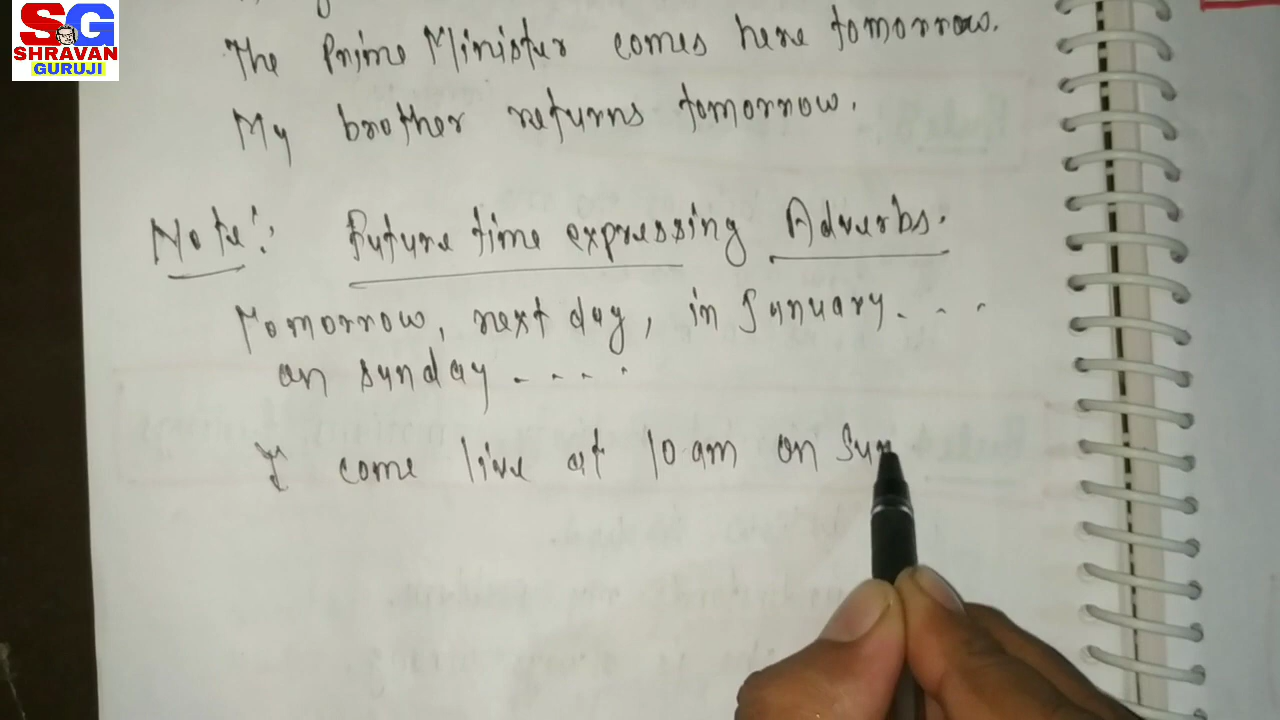 SG
SHRAVAN
GURUJI
The Prime Minister comes here tomorrow.
My brother returns tomorrow.
Note:- Future time expressing Adverbs.
Tomorrow, next day, in January. . .
on sunday . . . .
I come live at 10 am on Sun